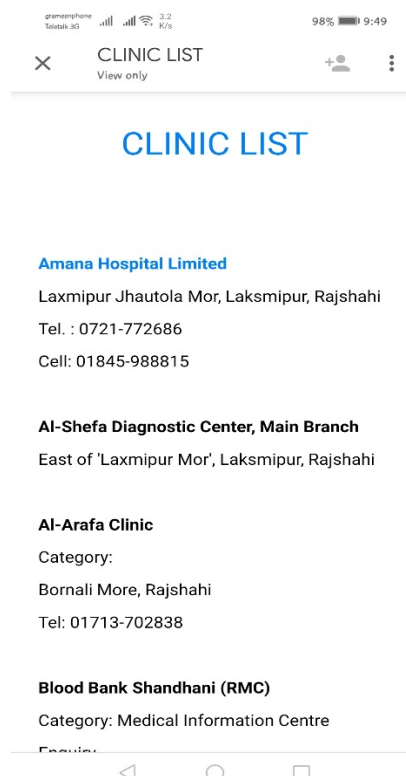 grameenphone
Teletalk 3G
3.2
K/s
98%
9:49
CLINIC LIST
View only
CLINIC LIST
Amana Hospital Limited
Laxmipur Jhautola Mor, Laksmipur, Rajshahi
Tel. : 0721-772686
Cell: 01845-988815
Al-Shefa Diagnostic Center, Main Branch
East of 'Laxmipur Mor', Laksmipur, Rajshahi
Al-Arafa Clinic
Category:
Bornali More, Rajshahi
Tel: 01713-702838
Blood Bank Shandhani (RMC)
Category: Medical Information Centre
Enquiry